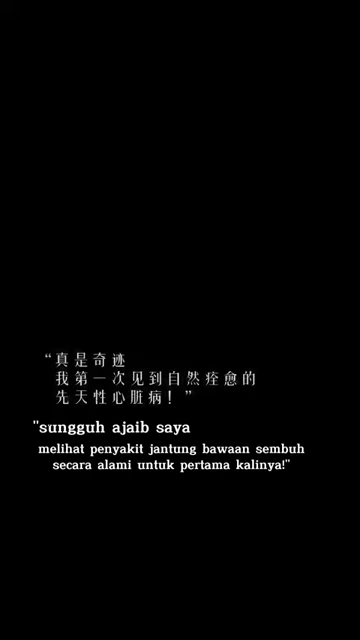 “真是奇迹
我第一次见到自然痊愈的
先天性心脏病！”
"sungguh ajaib saya
melihat penyakit jantung bawaan sembuh
secara alami untuk pertama kalinya!"